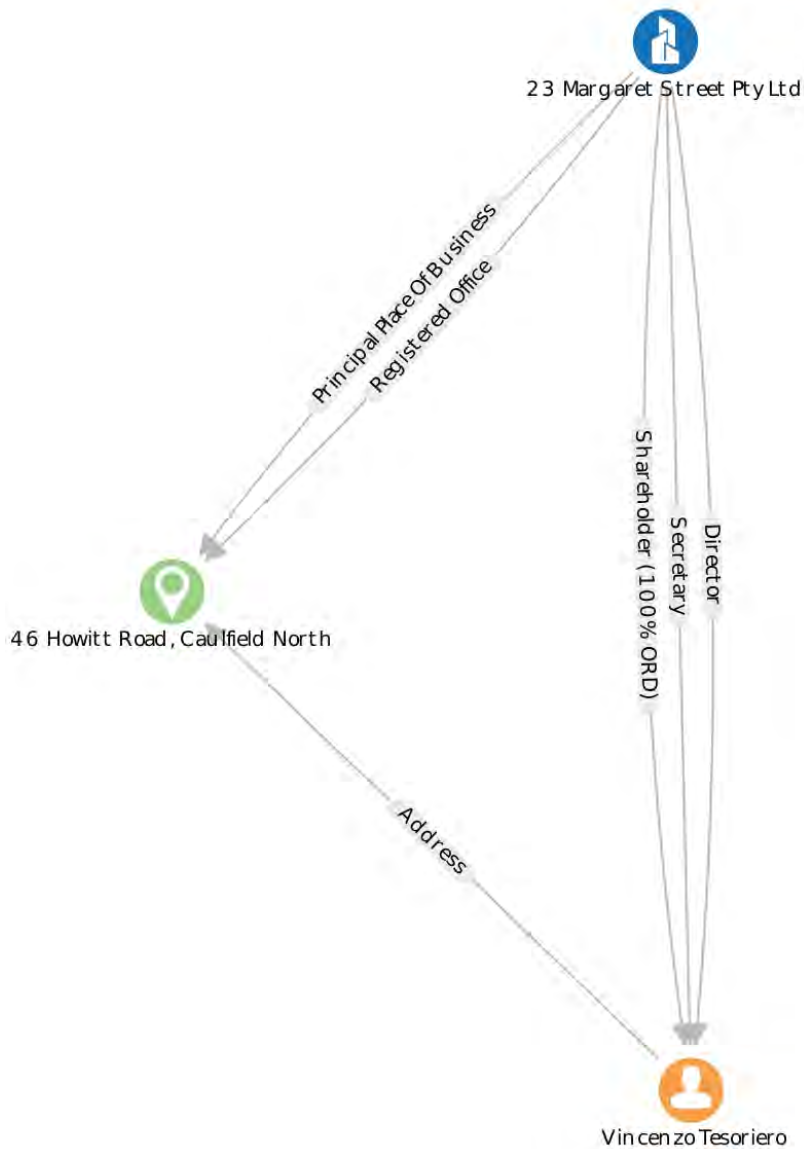 23 Margaret Street Pty Ltd
Principal Place Of Business
Registered Office
Shareholder (100% ORD)
Secretary
Director
46 Howitt Road, Caulfield North
Address
Vincenzo Tesoriero